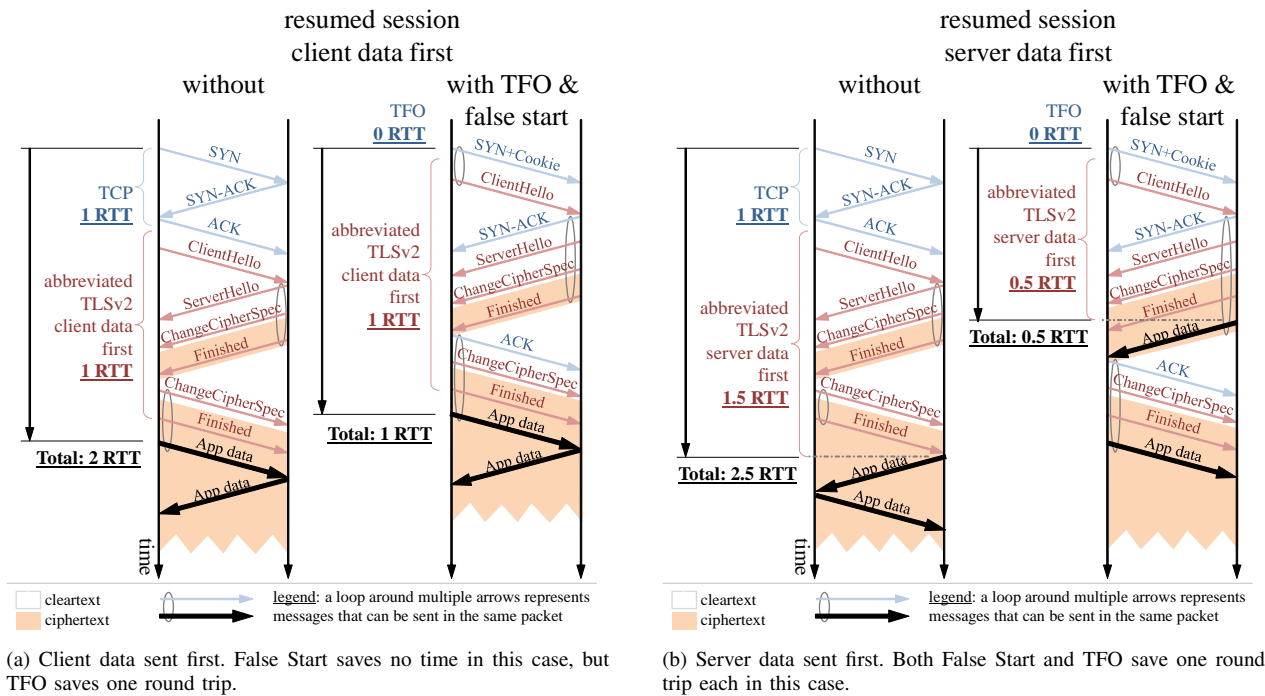 resumed session
client data first
without
with TFO &
false start
TFO
0 RTT
SYN
SYN-ACK
ACK
TCP
1 RTT
ClientHello
ServerHello
ChangeCipherSpec
Finished
ChangeCipherSpec
Finished
App data
App data
abbreviated
TLSv2
client data
first
1 RTT
Total: 2 RTT
SYN+Cookie
ClientHello
SYN-ACK
ServerHello
ChangeCipherSpec
Finished
ACK
ChangeCipherSpec
Finished
App data
App data
abbreviated
TLSv2
client data
first
1 RTT
Total: 1 RTT
time
cleartext
ciphertext
legend: a loop around multiple arrows represents
messages that can be sent in the same packet
(a) Client data sent first. False Start saves no time in this case, but
TFO saves one round trip.
resumed session
server data first
without
with TFO &
false start
TFO
0 RTT
SYN
SYN-ACK
ACK
TCP
1 RTT
ClientHello
ServerHello
ChangeCipherSpec
Finished
ChangeCipherSpec
Finished
App data
App data
abbreviated
TLSv2
server data
first
1.5 RTT
Total: 2.5 RTT
SYN+Cookie
ClientHello
SYN-ACK
ServerHello
ChangeCipherSpec
Finished
App data
ACK
ChangeCipherSpec
Finished
App data
abbreviated
TLSv2
server data
first
0.5 RTT
Total: 0.5 RTT
time
cleartext
ciphertext
legend: a loop around multiple arrows represents
messages that can be sent in the same packet
(b) Server data sent first. Both False Start and TFO save one round
trip each in this case.